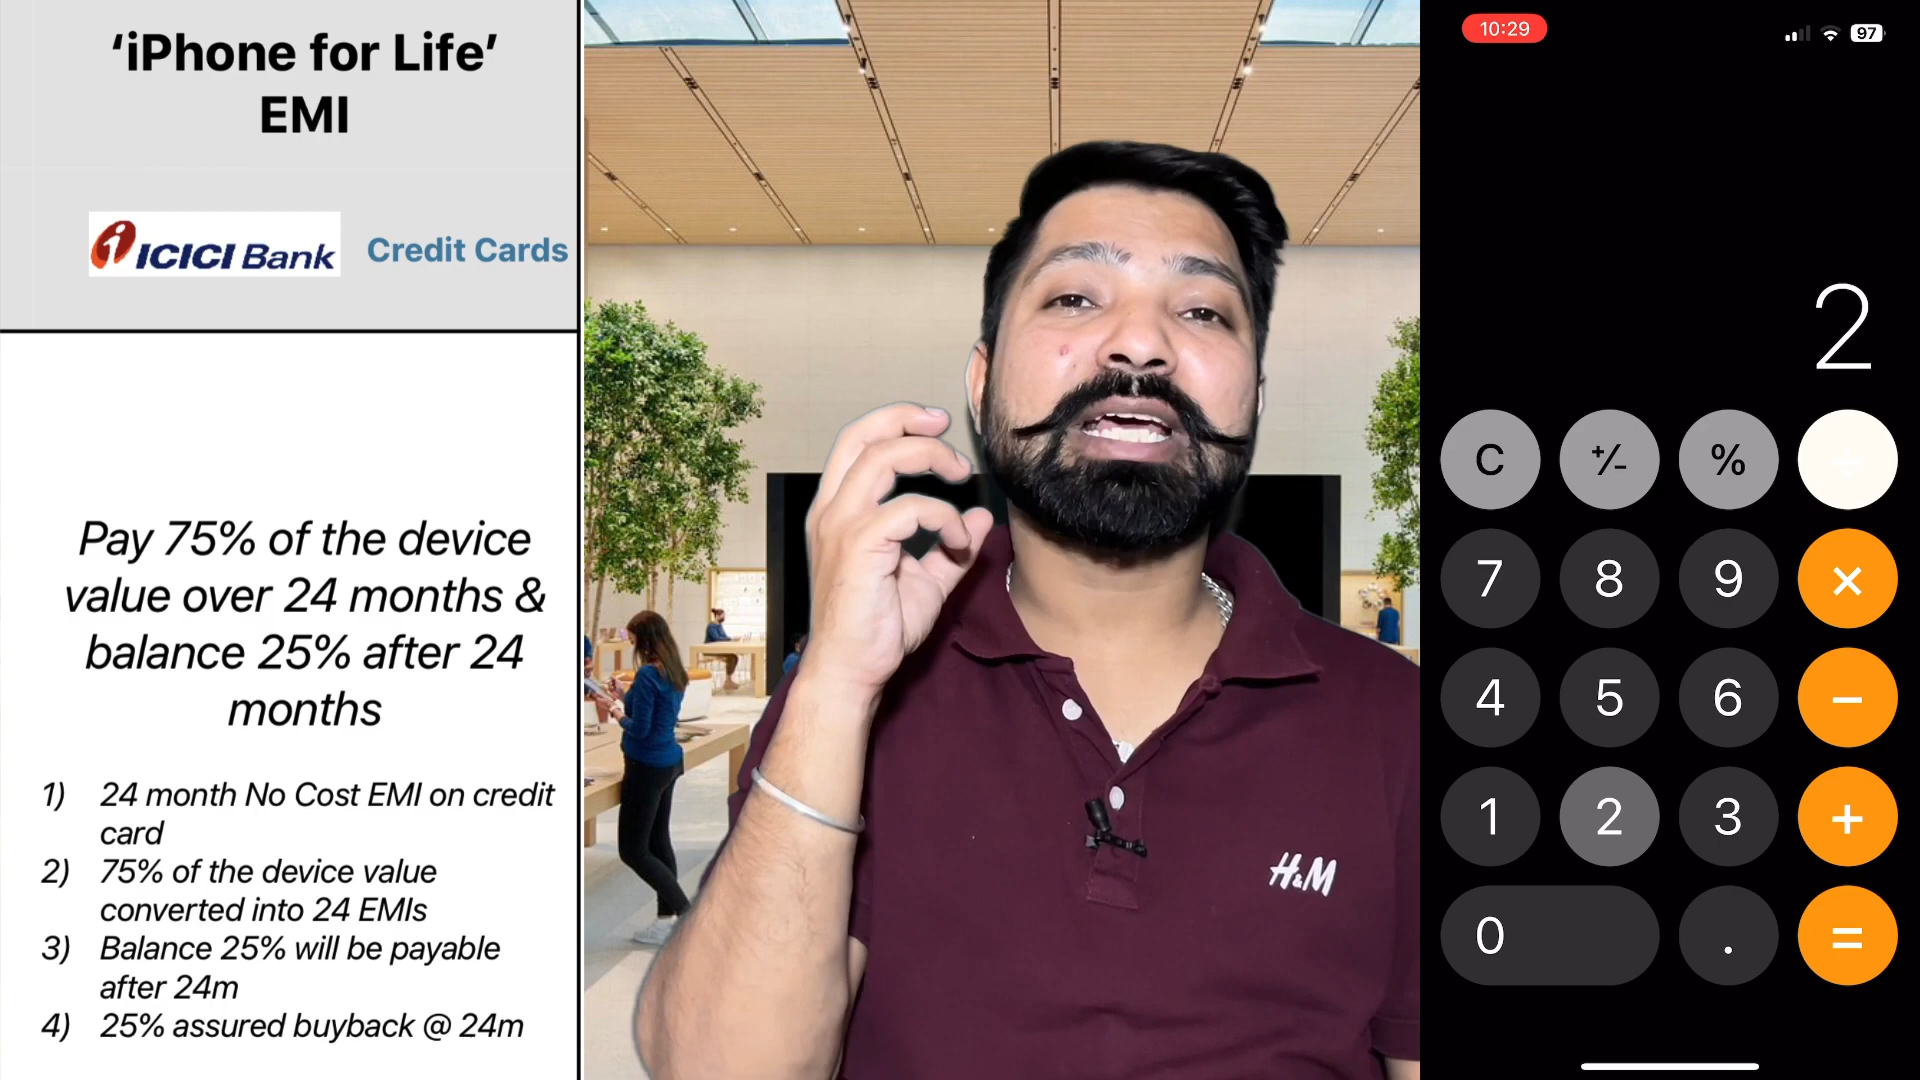 ‘iPhone for Life’
EMI
i ICICI Bank
Credit Cards
Pay 75% of the device
value over 24 months &
balance 25% after 24
months
1) 24 month No Cost EMI on credit
card
2) 75% of the device value
converted into 24 EMIs
3) Balance 25% will be payable
after 24m
4) 25% assured buyback @ 24m
H&M
10:29
97
2
C +/- % ÷
7 8 9 ×
4 5 6 −
1 2 3 +
0 . =